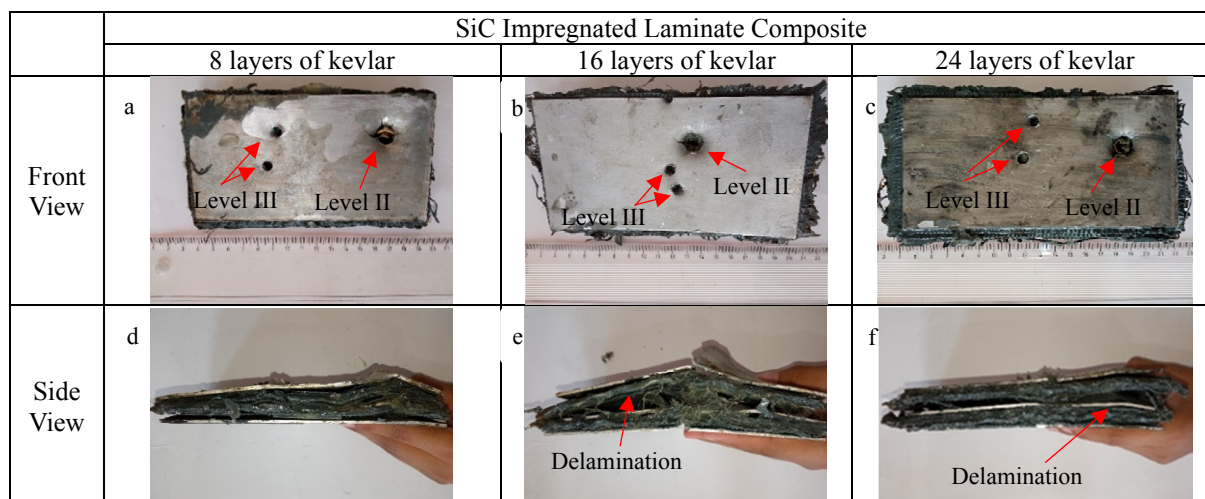 SiC Impregnated Laminate Composite
8 layers of kevlar
16 layers of kevlar
24 layers of kevlar
Front
View
a
Level III
Level II
b
Level II
Level III
c
Level III
Level II
Side
View
d
e
Delamination
f
Delamination